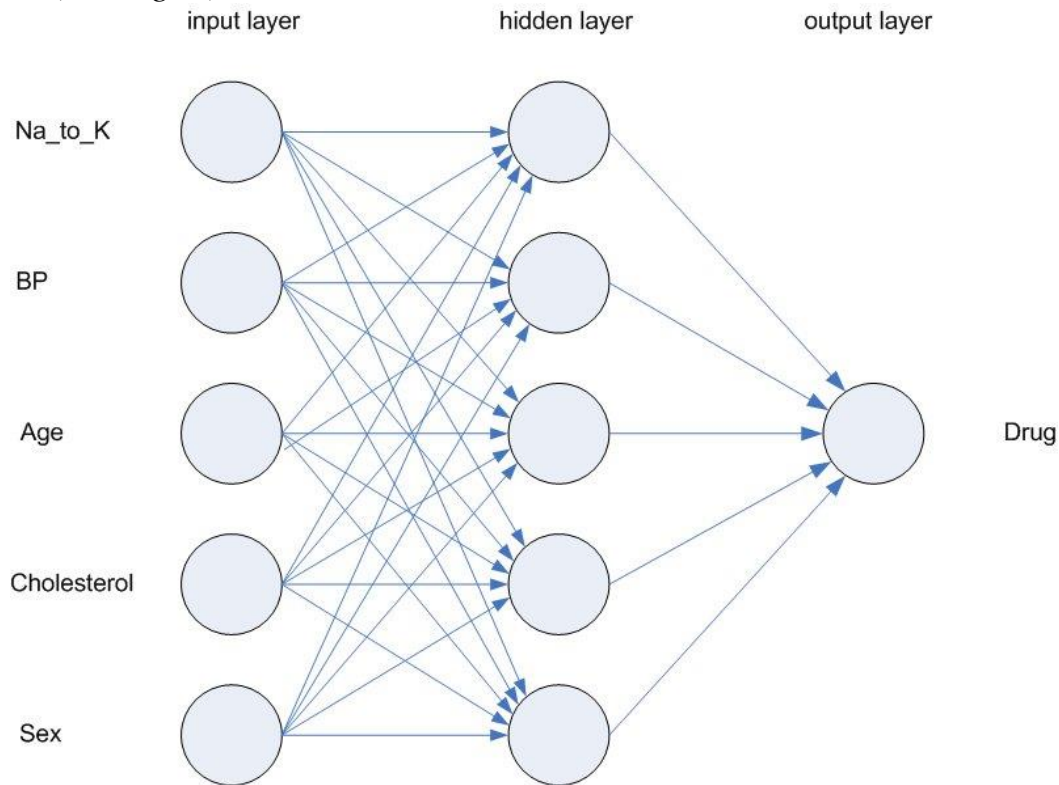 input layer
hidden layer
output layer
Na_to_K
BP
Age
Drug
Cholesterol
Sex